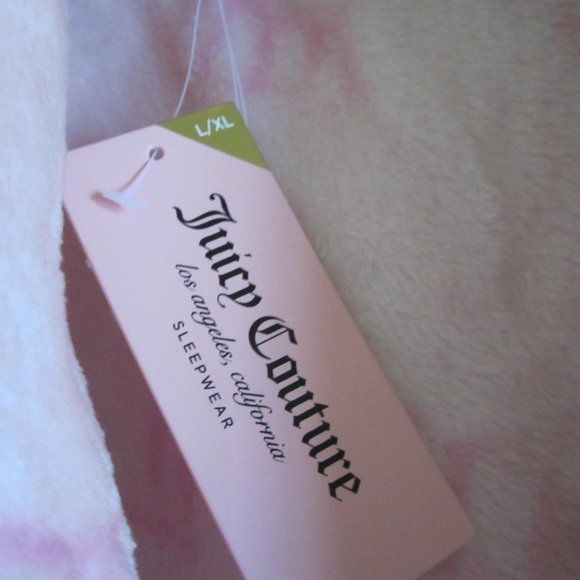 L/XL
Juicy Couture
los angeles, california
SLEEPWEAR